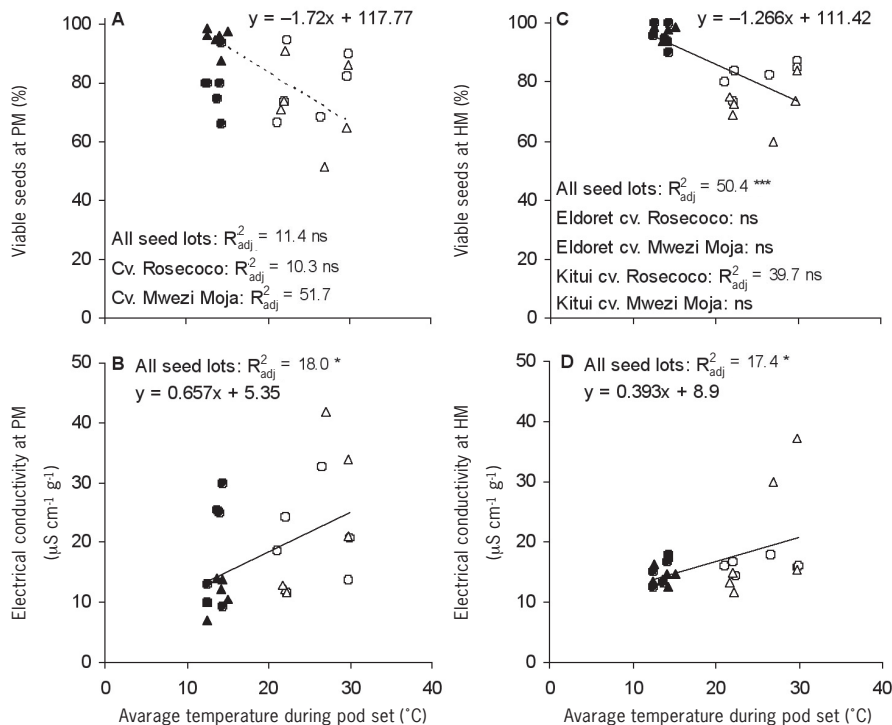 A
y = –1.72x + 117.77
100
80
60
40
20
0
Viable seeds at PM (%)
All seed lots: R²adj = 11.4 ns
Cv. Rosecoco: R²adj = 10.3 ns
Cv. Mwezi Moja: R²adj = 51.7
C
y = –1.266x + 111.42
100
80
60
40
20
0
Viable seeds at HM (%)
All seed lots: R²adj = 50.4 ***
Eldoret cv. Rosecoco: ns
Eldoret cv. Mwezi Moja: ns
Kitui cv. Rosecoco: R²adj = 39.7 ns
Kitui cv. Mwezi Moja: ns
B All seed lots: R²adj = 18.0 *
y = 0.657x + 5.35
50
40
30
20
10
0
Electrical conductivity at PM
(µS cm-1 g-1)
0 10 20 30 40
Avarage temperature during pod set (˚C)
D All seed lots: R²adj = 17.4 *
y = 0.393x + 8.9
50
40
30
20
10
0
Electrical conductivity at HM
(µS cm-1 g-1)
0 10 20 30 40
Avarage temperature during pod set (˚C)